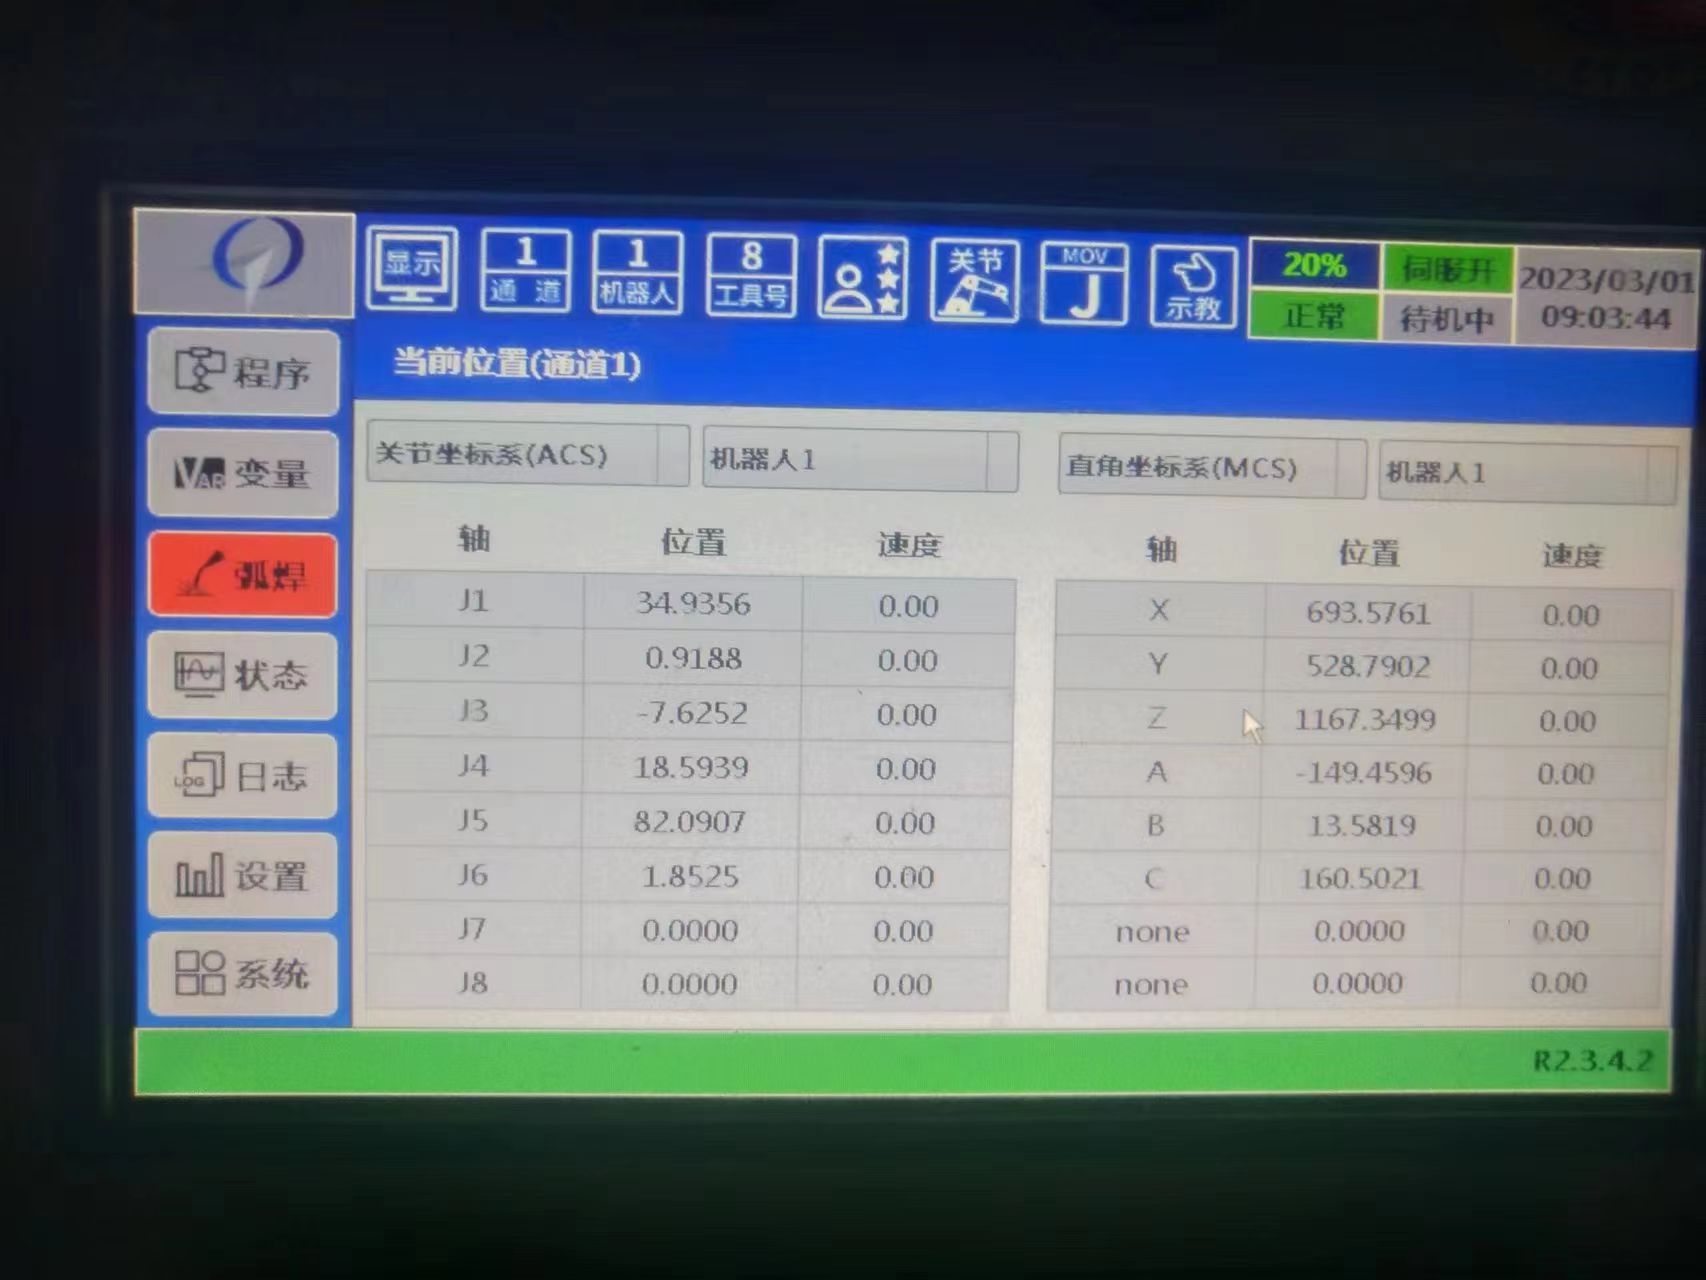 显示
1
通 道
1
机器人
8
工具号
关节
MOV
J
示教
20%
伺服开
正常
待机中
2023/03/01
09:03:44
当前位置(通道1)
程序
VAR 变量
弧焊
状态
LOG 日志
设置
系统
关节坐标系(ACS) 机器人1 直角坐标系(MCS) 机器人1
轴 位置 速度 轴 位置 速度
J1 34.9356 0.00 X 693.5761 0.00
J2 0.9188 0.00 Y 528.7902 0.00
J3 -7.6252 0.00 Z 1167.3499 0.00
J4 18.5939 0.00 A -149.4596 0.00
J5 82.0907 0.00 B 13.5819 0.00
J6 1.8525 0.00 C 160.5021 0.00
J7 0.0000 0.00 none 0.0000 0.00
J8 0.0000 0.00 none 0.0000 0.00
R2.3.4.2